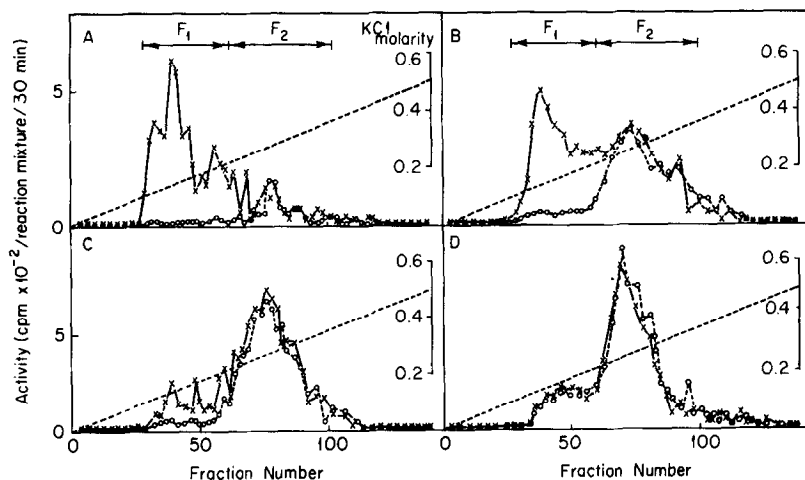 A F₁ F₂ KCl molarity
B F₁ F₂
0.6
0.4
0.2
0.6
0.4
0.2
5
0
C
D
0.6
0.4
0.2
0.6
0.4
0.2
5
0
0 50 100
0 50 100
Fraction Number
Fraction Number
Activity (cpm x 10⁻²/reaction mixture/30 min)